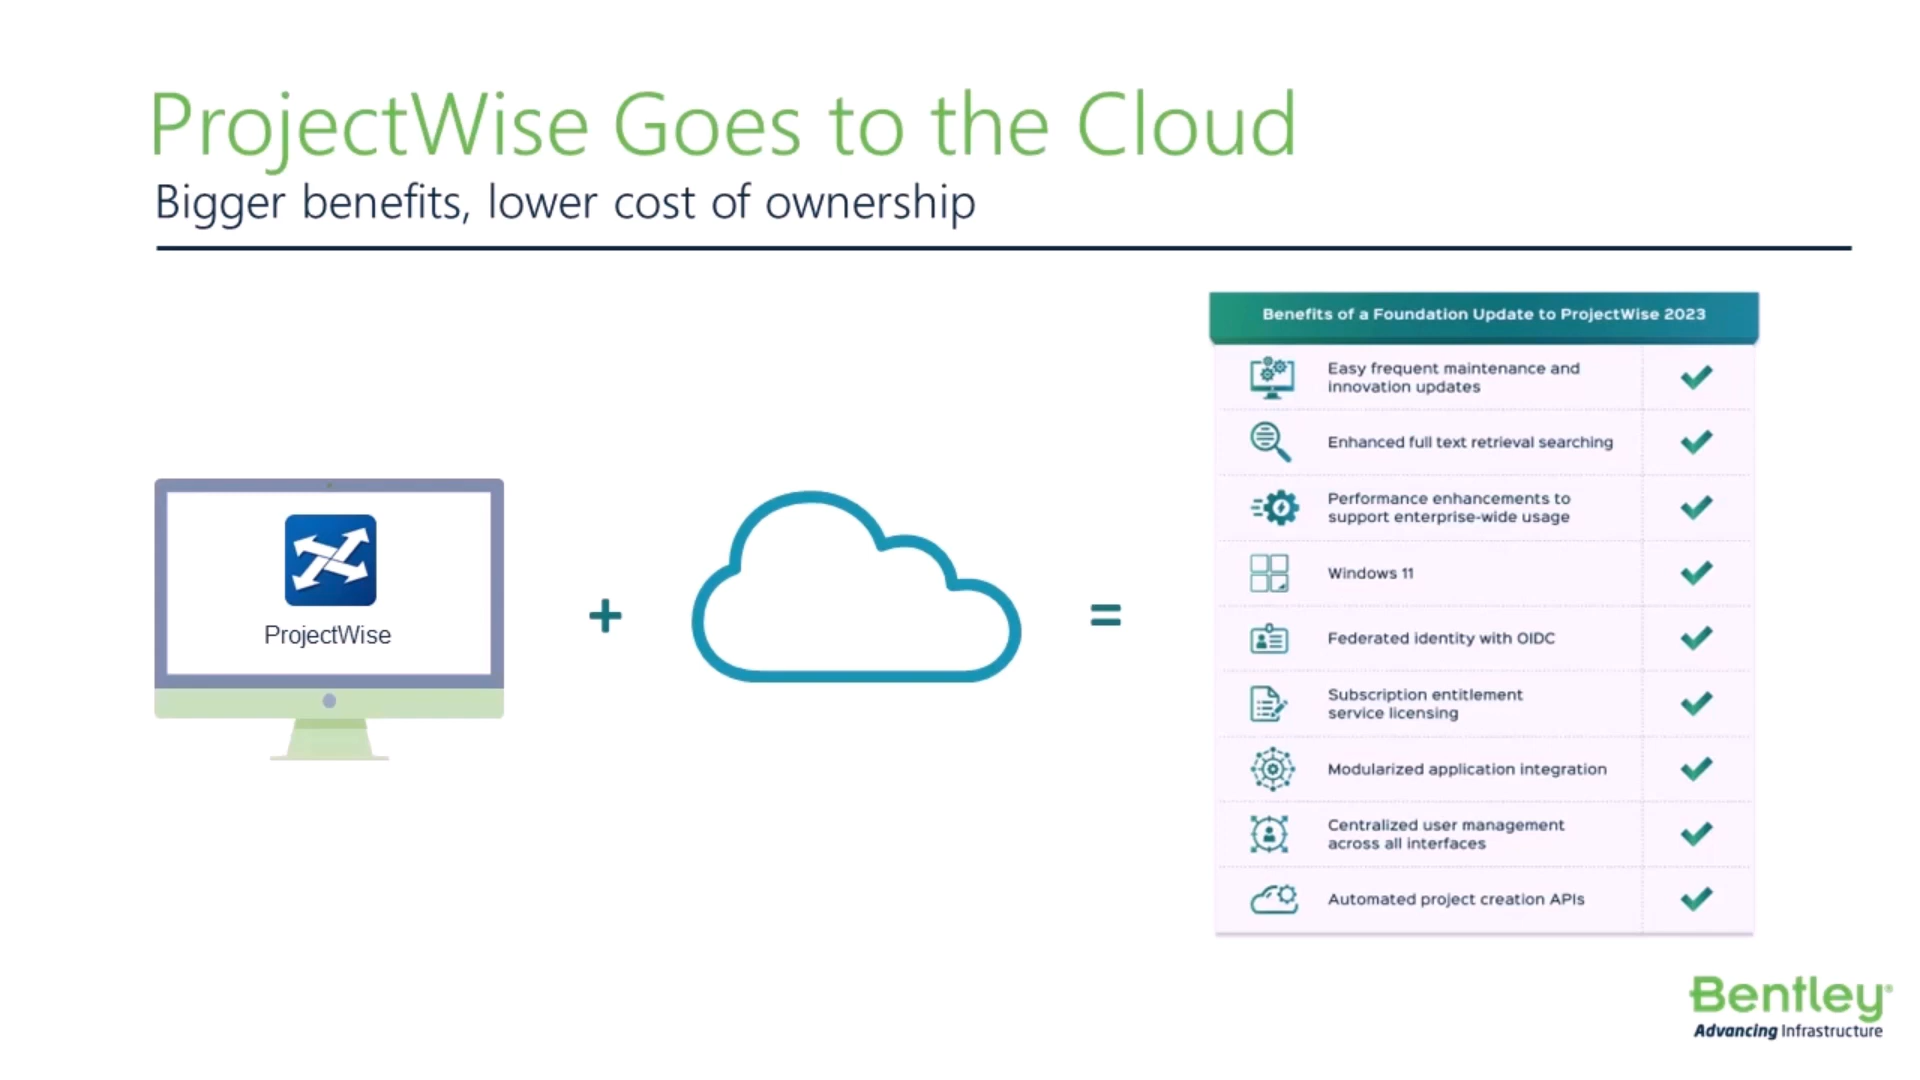 ProjectWise Goes to the Cloud
Bigger benefits, lower cost of ownership
ProjectWise
+
=
Benefits of a Foundation Update to ProjectWise 2023
Easy frequent maintenance and
innovation updates
Enhanced full text retrieval searching
Performance enhancements to
support enterprise-wide usage
Windows 11
Federated identity with OIDC
Subscription entitlement
service licensing
Modularized application integration
Centralized user management
across all interfaces
Automated project creation APIs
Bentley®
Advancing Infrastructure